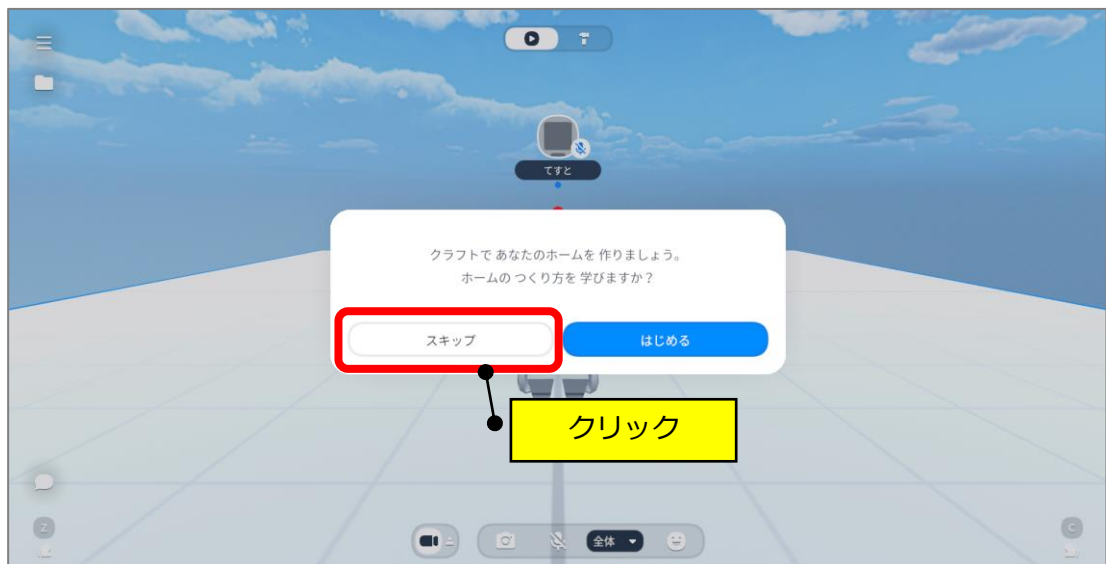 てすと
クラフトで あなたのホームを 作りましょう。
ホームの つくり方を 学びますか？
スキップ
はじめる
クリック
Z
C
全体